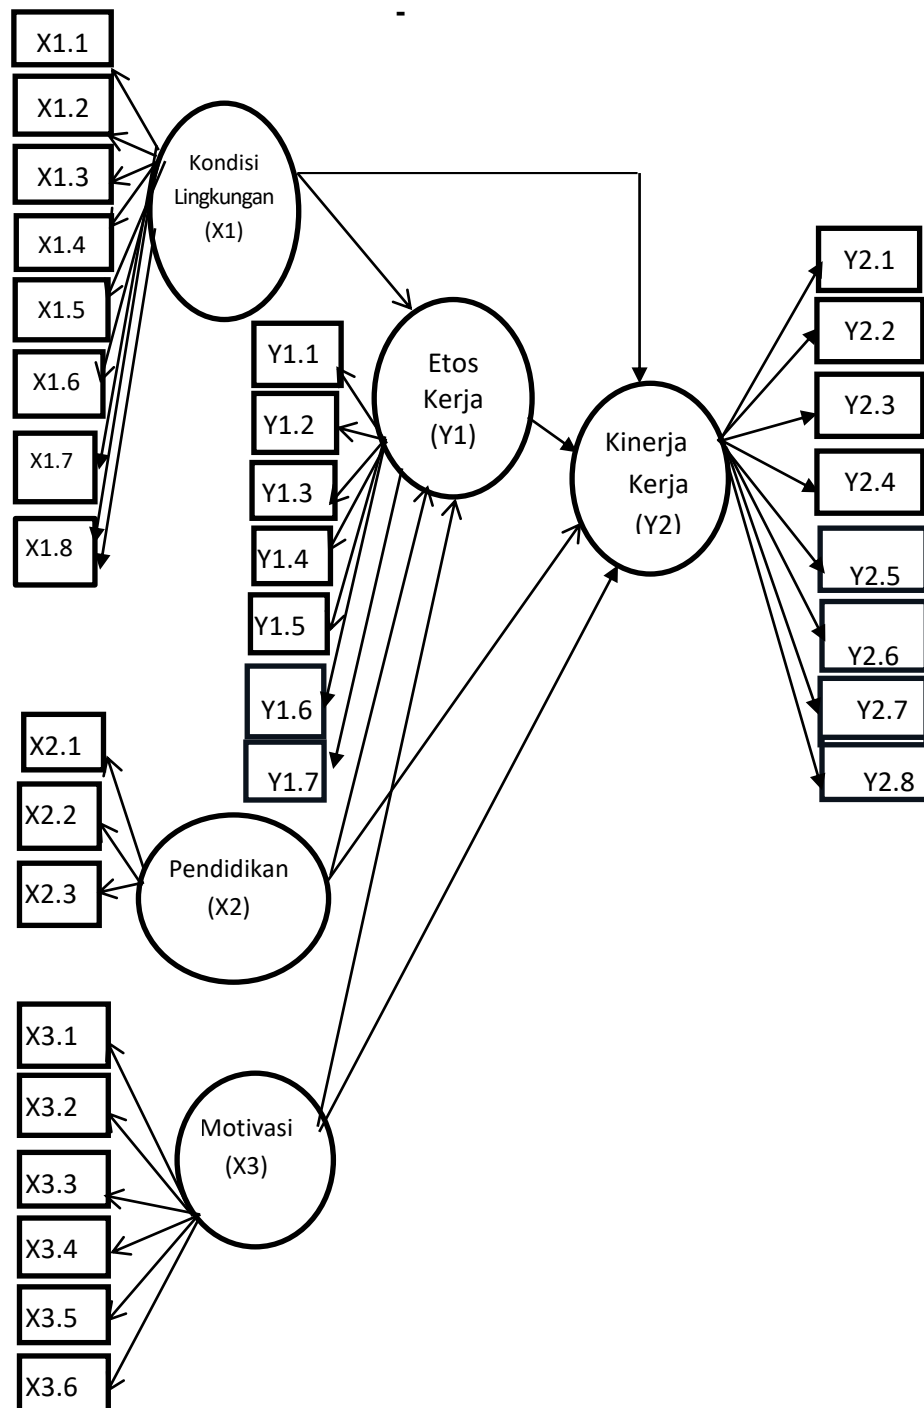 -
X1.1
X1.2
X1.3
X1.4
X1.5
X1.6
X1.7
X1.8
Kondisi
Lingkungan
(X1)
Y1.1
Y1.2
Y1.3
Y1.4
Y1.5
Y1.6
Y1.7
Etos
Kerja
(Y1)
Kinerja
Kerja
(Y2)
Y2.1
Y2.2
Y2.3
Y2.4
Y2.5
Y2.6
Y2.7
Y2.8
X2.1
X2.2
X2.3
Pendidikan
(X2)
X3.1
X3.2
X3.3
X3.4
X3.5
X3.6
Motivasi
(X3)